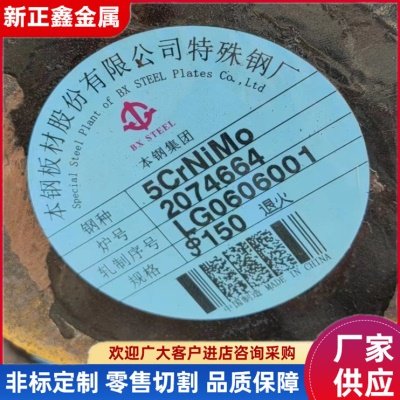 新正鑫金属
本钢板材股份有限公司特殊钢厂
Special Steel Plant of BX STEEL Plates Co., Ltd
BX STEEL
本钢集团
钢种 5CrNiMo
炉号 2074664
轧制序号 LG0606001
规格 Φ150 退火
中国制造 MADE IN CHINA
欢迎广大客户进店咨询采购
非标定制 零售切割 品质保障
厂家
供应